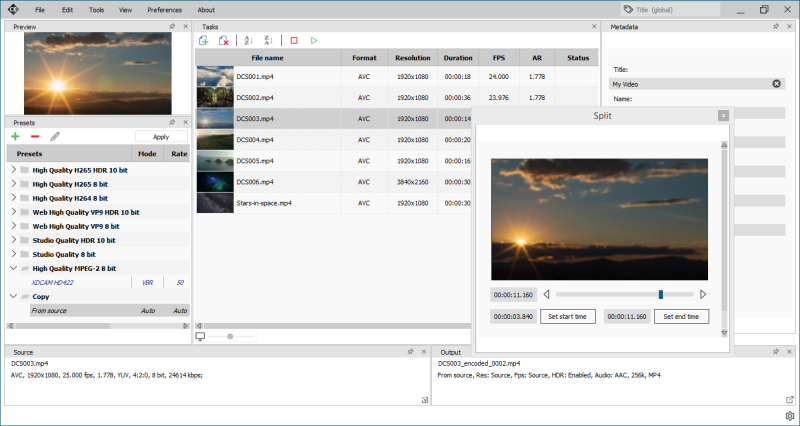 File Edit Tools View Preferences About Title (global)
Preview
Tasks
Metadata
File name Format Resolution Duration FPS AR Status
DCS001.mp4 AVC 1920x1080 00:00:18 24.000 1.778
DCS002.mp4 AVC 1920x1080 00:00:36 23.976 1.778
DCS003.mp4 AVC 1920x1080 00:00:14
DCS004.mp4 AVC 1920x1080 00:00:20
DCS005.mp4 AVC 1920x1080 00:00:16
DCS006.mp4 AVC 3840x2160 00:00:30
Stars-in-space.mp4 AVC 1920x1080 00:00:30
Title:
My Video
Name:
Presets
Apply
Presets Mode Rate
High Quality H265 HDR 10 bit
High Quality H265 8 bit
High Quality H264 8 bit
Web High Quality VP9 HDR 10 bit
Web High Quality VP9 8 bit
Studio Quality HDR 10 bit
Studio Quality 8 bit
High Quality MPEG-2 8 bit
XDCAM HD422 VBR 50
Copy
From source Auto Auto
Split
00:00:11.160
00:00:03.840 Set start time 00:00:11.160 Set end time
Source
DCS003.mp4
AVC, 1920x1080, 25.000 fps, 1.778, YUV, 4:2:0, 8 bit, 24614 kbps;
Output
DCS003_encoded_0002.mp4
From source, Res: Source, Fps: Source, HDR: Enabled, Audio: AAC, 256k, MP4